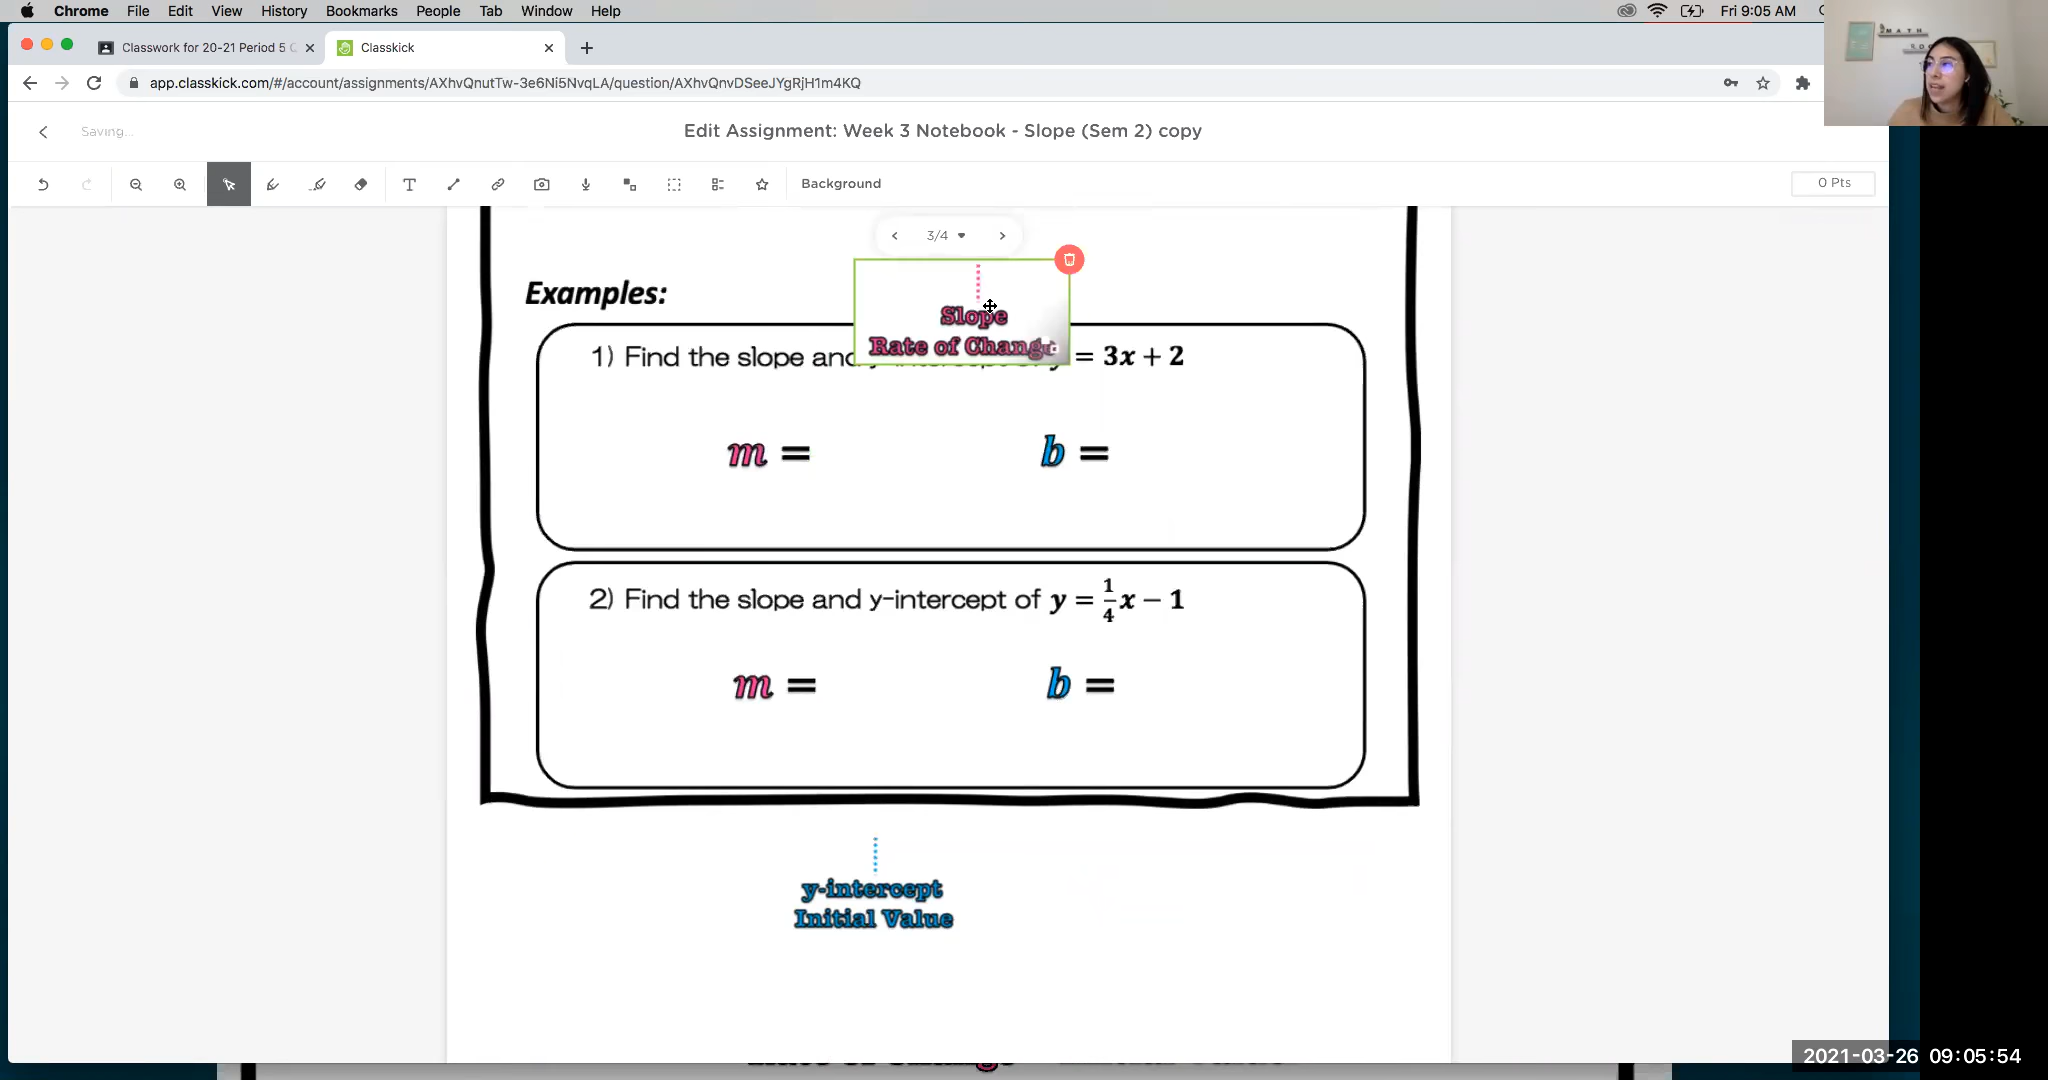 Chrome File Edit View History Bookmarks People Tab Window Help Fri 9:05 AM
Classwork for 20-21 Period 5 Classkick
app.classkick.com/#/account/assignments/AXhvQnutTw-3e6Ni5NvqLA/question/AXhvQnvDSeeJYgRjH1m4KQ
MATH
Saving... Edit Assignment: Week 3 Notebook - Slope (Sem 2) copy
T Background 0 Pts
3/4
Examples:
Slope
Rate of Change
1) Find the slope and = 3x + 2
m = b =
2) Find the slope and y-intercept of y = 1/4 x − 1
m = b =
y-intercept
Initial Value
2021-03-26 09:05:54